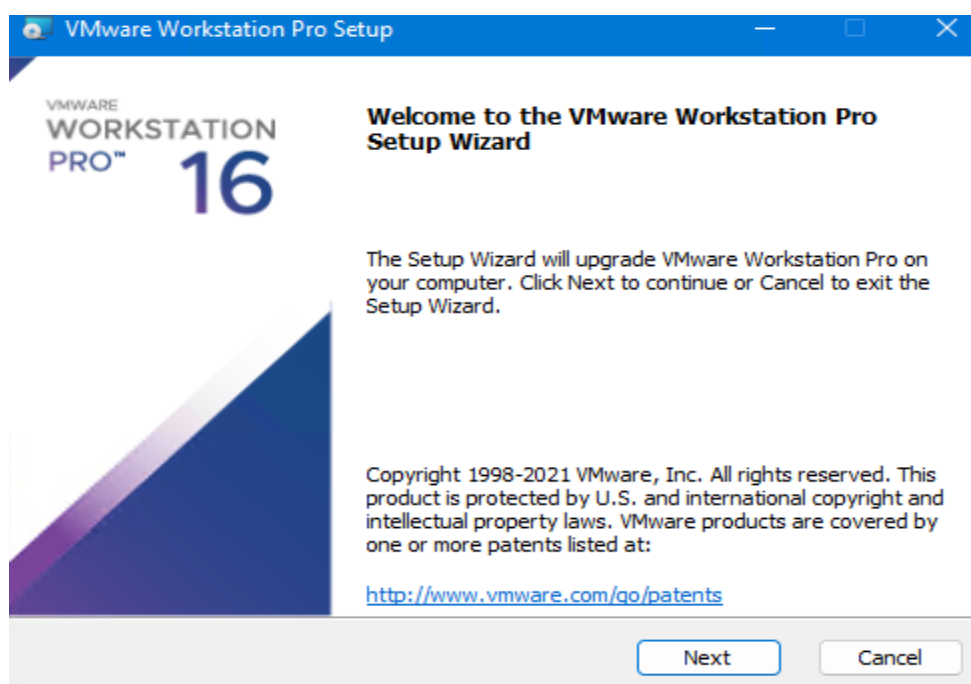 VMware Workstation Pro Setup
VMWARE
WORKSTATION
PRO™ 16
Welcome to the VMware Workstation Pro
Setup Wizard
The Setup Wizard will upgrade VMware Workstation Pro on
your computer. Click Next to continue or Cancel to exit the
Setup Wizard.
Copyright 1998-2021 VMware, Inc. All rights reserved. This
product is protected by U.S. and international copyright and
intellectual property laws. VMware products are covered by
one or more patents listed at:
http://www.vmware.com/go/patents
Next
Cancel